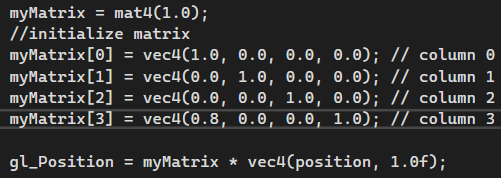 myMatrix = mat4(1.0);
//initialize matrix
myMatrix[0] = vec4(1.0, 0.0, 0.0, 0.0); // column 0
myMatrix[1] = vec4(0.0, 1.0, 0.0, 0.0); // column 1
myMatrix[2] = vec4(0.0, 0.0, 1.0, 0.0); // column 2
myMatrix[3] = vec4(0.8, 0.0, 0.0, 1.0); // column 3
gl_Position = myMatrix * vec4(position, 1.0f);